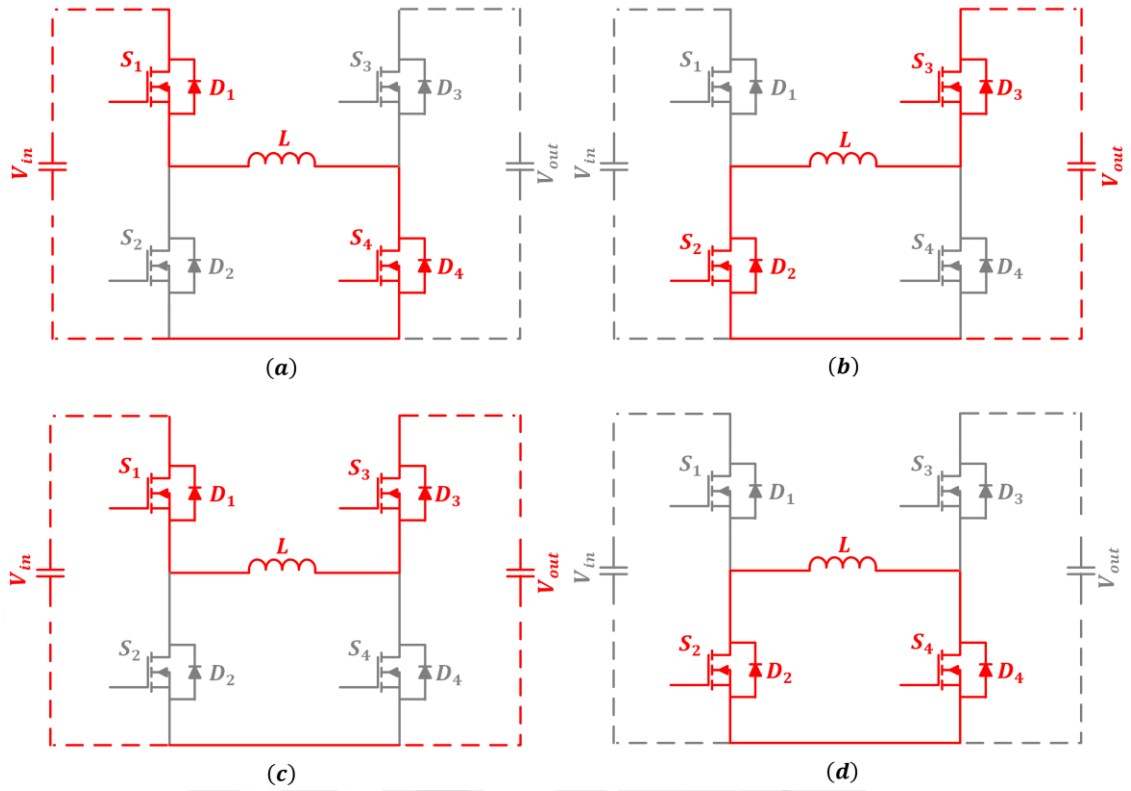 S1 D1 S3 D3
L
Vin Vout
S2 D2 S4 D4
(a)
S1 D1 S3 D3
L
Vin Vout
S2 D2 S4 D4
(b)
S1 D1 S3 D3
L
Vin Vout
S2 D2 S4 D4
(c)
S1 D1 S3 D3
L
Vin Vout
S2 D2 S4 D4
(d)